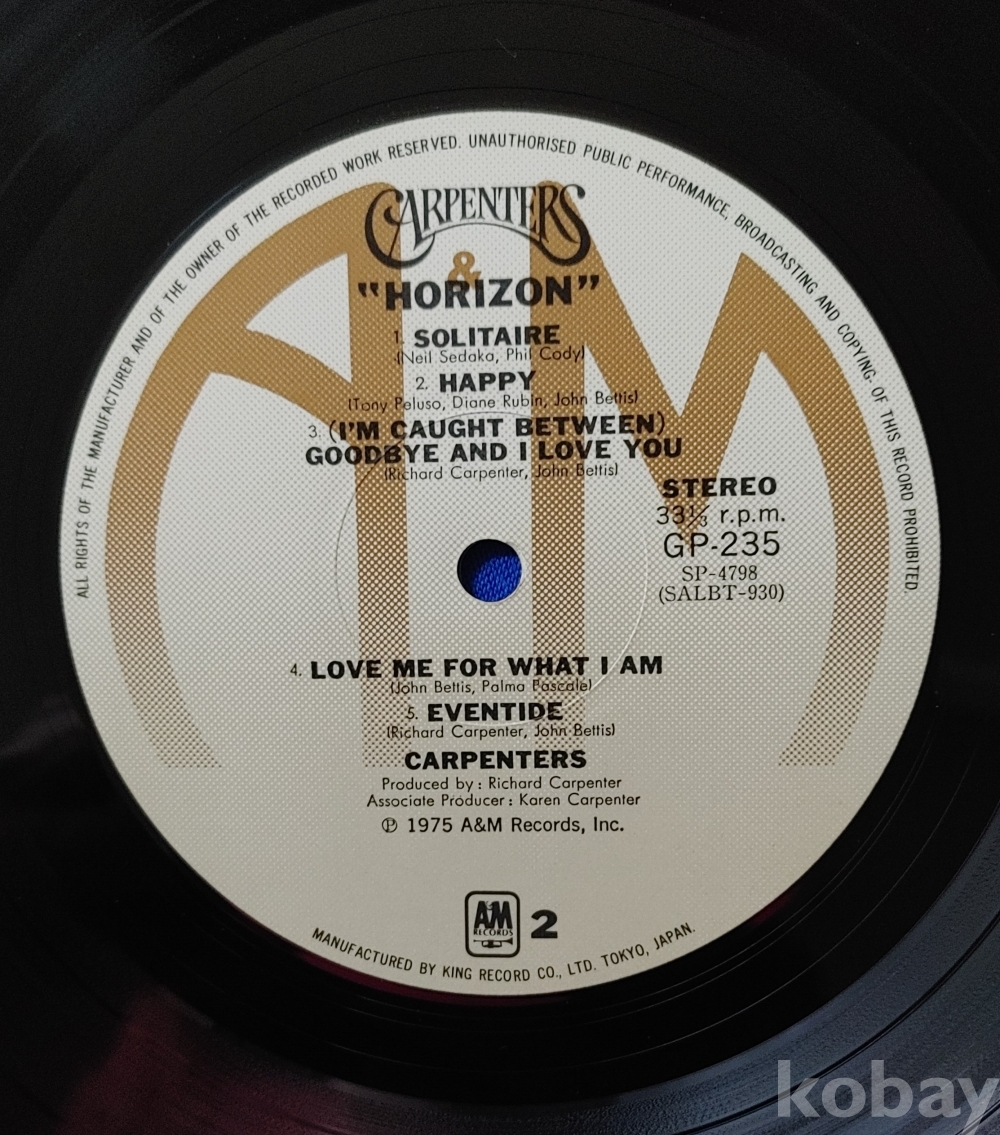 ALL RIGHTS OF THE MANUFACTURER AND OF THE OWNER OF THE RECORDED WORK RESERVED. UNAUTHORISED PUBLIC PERFORMANCE, BROADCASTING AND COPYING. OF THIS RECORD PROHIBITED.
CARPENTERS
&
"HORIZON"
1. SOLITAIRE
(Neil Sedaka, Phil Cody)
2. HAPPY
(Tony Peluso, Diane Rubin, John Bettis)
3. (I'M CAUGHT BETWEEN)
GOODBYE AND I LOVE YOU
(Richard Carpenter, John Bettis)
STEREO
33⅓ r.p.m.
GP-235
SP-4798
(SALBT-930)
4. LOVE ME FOR WHAT I AM
(John Bettis, Palma Pascale)
5. EVENTIDE
(Richard Carpenter, John Bettis)
CARPENTERS
Produced by : Richard Carpenter
Associate Producer : Karen Carpenter
℗ 1975 A&M Records, Inc.
AM
RECORDS
2
MANUFACTURED BY KING RECORD CO., LTD. TOKYO, JAPAN.
kobay